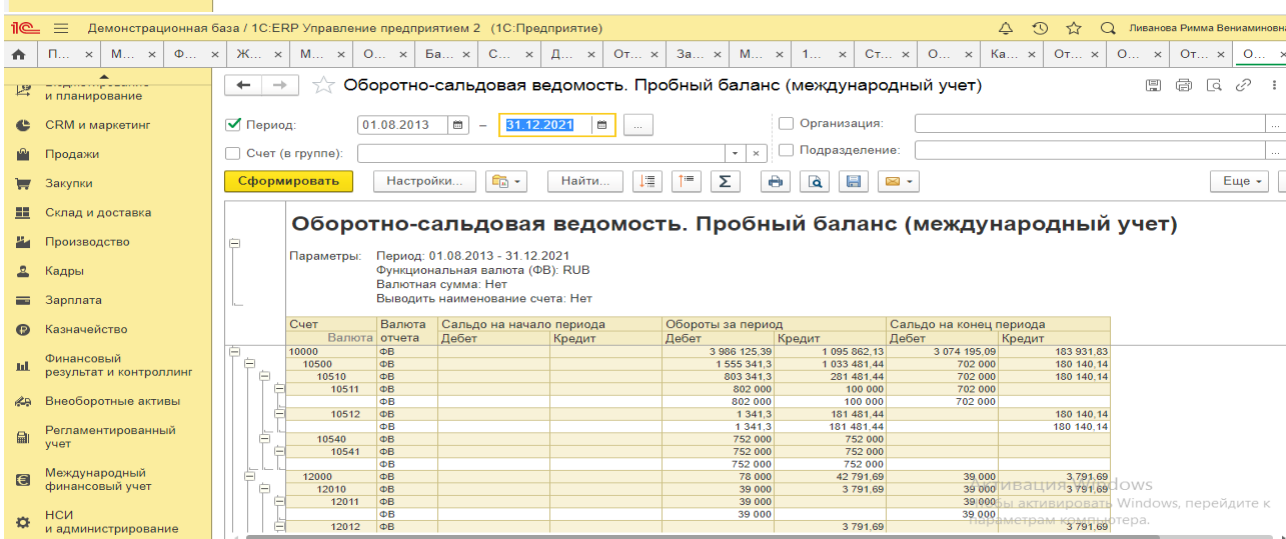 1С Демонстрационная база / 1С:ERP Управление предприятием 2 (1С:Предприятие) Ливанова Римма Вениаминовна
П... × М... × Ф... × Ж... × М... × О... × Ба... × С... × Д... × От... × За... × М... × 1... × Ст... × О... × Ка... × От... × О... × От... × О... ×
и планирование
CRM и маркетинг
Продажи
Закупки
Склад и доставка
Производство
Кадры
Зарплата
Казначейство
Финансовый
результат и контроллинг
Внеоборотные активы
Регламентированный
учет
Международный
финансовый учет
НСИ
и администрирование
Оборотно-сальдовая ведомость. Пробный баланс (международный учет)
Период: 01.08.2013 – 31.12.2021 ... Организация: ...
Счет (в группе): Подразделение: ...
Сформировать Настройки... Найти... Σ Еще
Оборотно-сальдовая ведомость. Пробный баланс (международный учет)
Параметры: Период: 01.08.2013 - 31.12.2021
Функциональная валюта (ФВ): RUB
Валютная сумма: Нет
Выводить наименование счета: Нет
Счет Валюта Сальдо на начало периода Обороты за период Сальдо на конец периода
Валюта отчета Дебет Кредит Дебет Кредит Дебет Кредит
10000 ФВ 3 986 125,39 1 095 862,13 3 074 195,09 183 931,83
10500 ФВ 1 555 341,3 1 033 481,44 702 000 180 140,14
10510 ФВ 803 341,3 281 481,44 702 000 180 140,14
10511 ФВ 802 000 100 000 702 000
ФВ 802 000 100 000 702 000
10512 ФВ 1 341,3 181 481,44 180 140,14
ФВ 1 341,3 181 481,44 180 140,14
10540 ФВ 752 000 752 000
10541 ФВ 752 000 752 000
ФВ 752 000 752 000
12000 ФВ 78 000 42 791,69 39 000 3 791,69
12010 ФВ 39 000 3 791,69 39 000 3 791,69
12011 ФВ 39 000 39 000
ФВ 39 000 39 000
12012 ФВ 3 791,69 3 791,69
Активация Windows
Чтобы активировать Windows, перейдите к
параметрам компьютера.